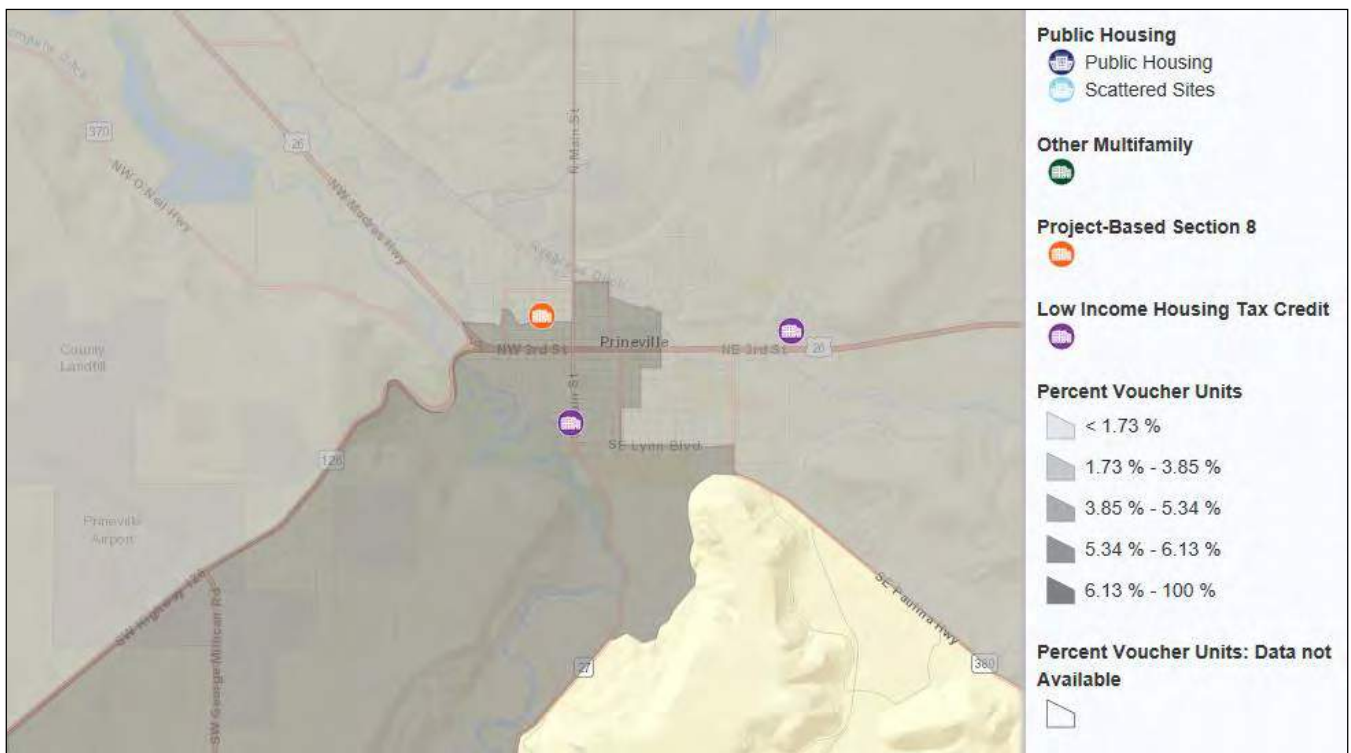 370
26
N Main St
NW O'Neil Hwy
NW Madras Hwy
County
Landfill
NW 3rd St
Prineville
NE 3rd St
26
SE Lynn Blvd
126
Prineville
Airport
SW Highway 126
SW George Millican Rd
27
SE Paulina Hwy
380
Public Housing
Public Housing
Scattered Sites
Other Multifamily
Project-Based Section 8
Low Income Housing Tax Credit
Percent Voucher Units
< 1.73 %
1.73 % - 3.85 %
3.85 % - 5.34 %
5.34 % - 6.13 %
6.13 % - 100 %
Percent Voucher Units: Data not
Available